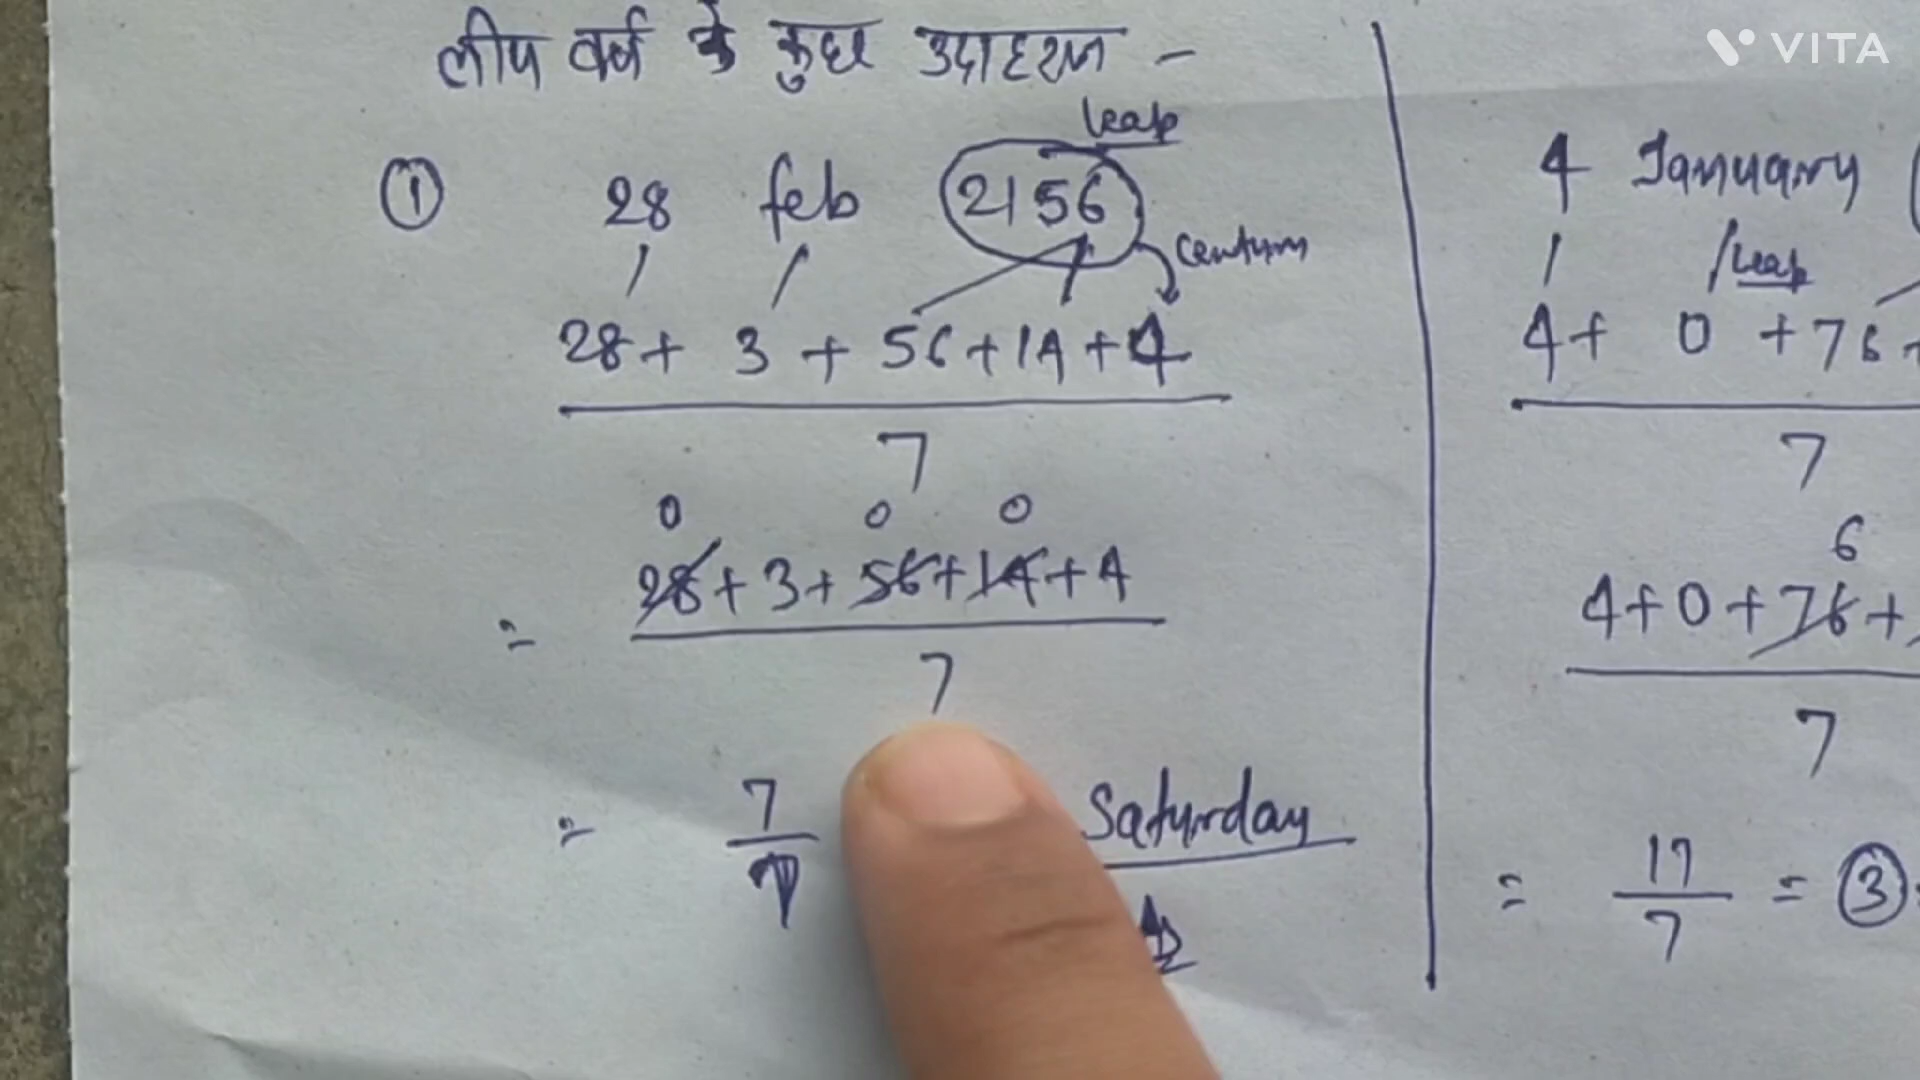 लीप वर्ष के कुछ उदाहरण -
① 28 feb 2156 leap
century
28 + 3 + 56 + 14 + 4
7
0 0 0
= 28 + 3 + 56 + 14 + 4
7
= 7
7
Saturday
4 January
leap
4 + 0 + 76 +
7
6
4 + 0 + 76 +
7
= 17
7
= ③
VITA